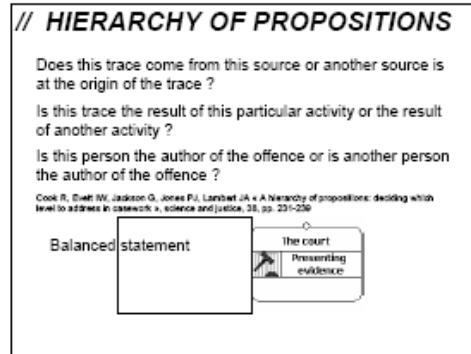 // HIERARCHY OF PROPOSITIONS
Does this trace come from this source or another source is
at the origin of the trace ?
Is this trace the result of this particular activity or the result
of another activity ?
Is this person the author of the offence or is another person
the author of the offence ?
Cook R, Evett IW, Jackson G, Jones PJ, Lambert JA « A hierarchy of propositions: deciding which
level to address in casework », science and justice, 38, pp. 231-239
Balanced statement
The court
Presenting
evidence